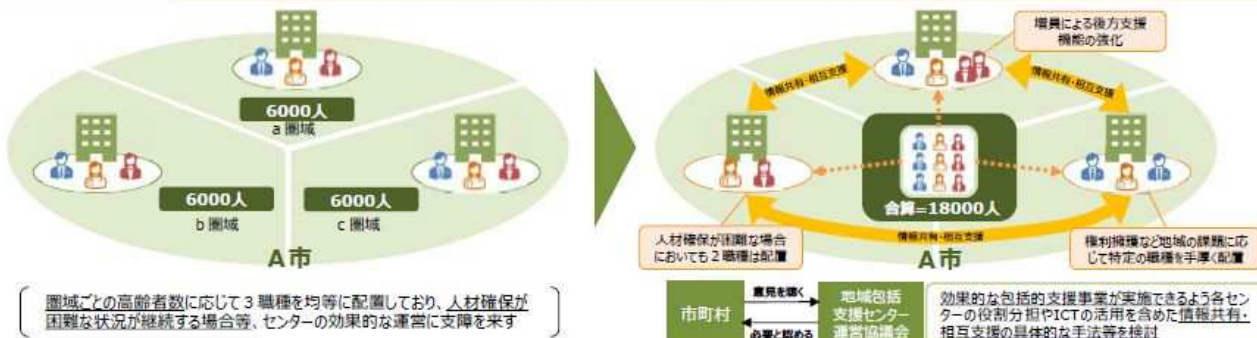 6000人
a圏域
6000人
b圏域
6000人
c圏域
A市
圏域ごとの高齢者数に応じて３職種を均等に配置しており、人材確保が
困難な状況が継続する場合等、センターの効果的な運営に支障を来す
増員による後方支援
機能の強化
情報共有・相互支援
情報共有・相互支援
合算=18000人
人材確保が困難な場合
においても２職種は配置
情報共有・相互支援
権利擁護など地域の課題に応
じて特定の職種を手厚く配置
A市
市町村
意見を聴く
必要と認める
地域包括
支援センター
運営協議会
効果的な包括的支援事業が実施できるよう各セン
ターの役割分担やICTの活用を含めた情報共有・
相互支援の具体的な手法等を検討